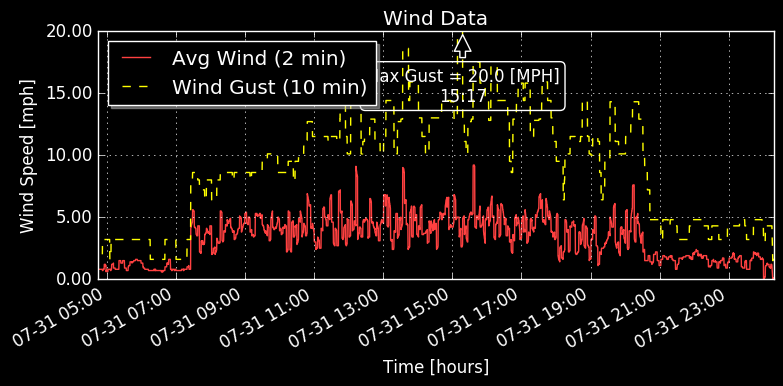 Wind Data
20.00
15.00
10.00
5.00
0.00
Wind Speed [mph]
Avg Wind (2 min)
Wind Gust (10 min)
ax Gust = 20.0 [MPH]
15:17
07-31 05:00
07-31 07:00
07-31 09:00
07-31 11:00
07-31 13:00
07-31 15:00
07-31 17:00
07-31 19:00
07-31 21:00
07-31 23:00
Time [hours]